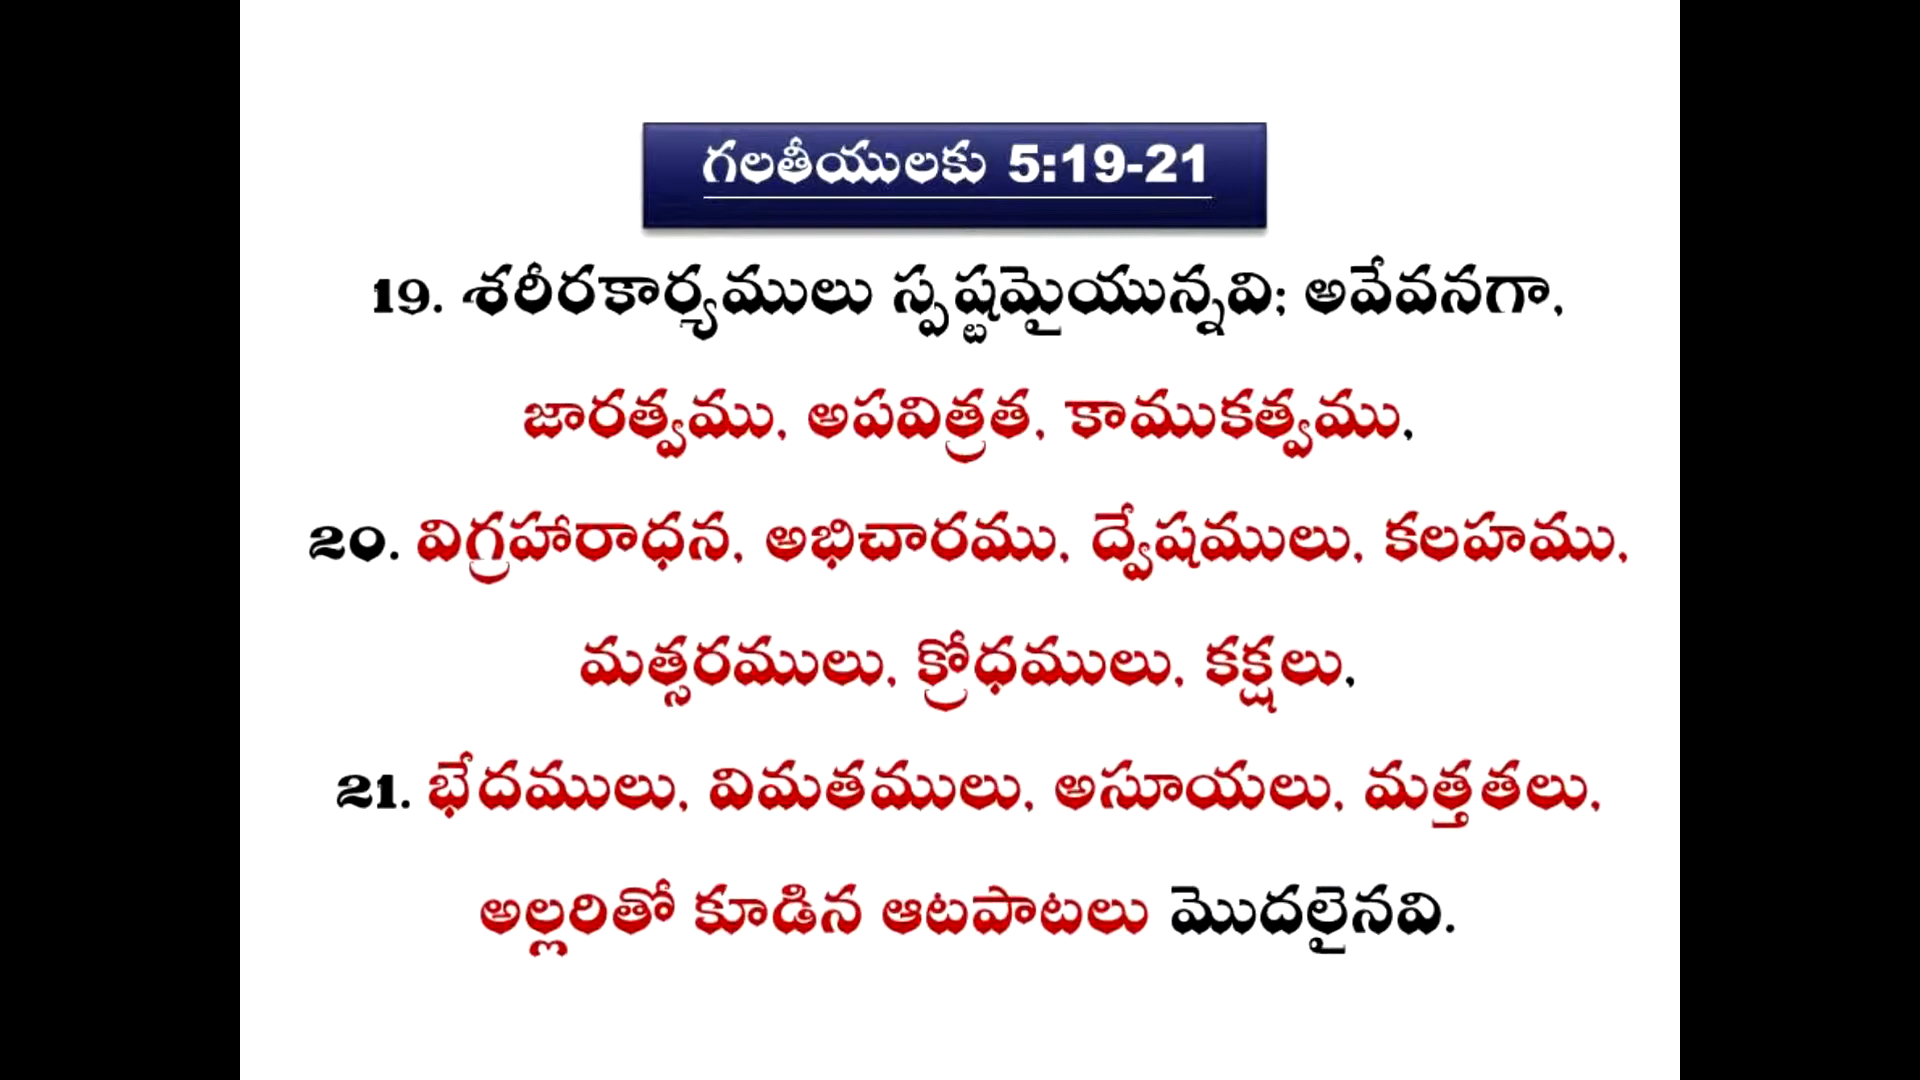 గలతీయులకు 5:19-21
19. శరీరకార్యములు స్పష్టమైయున్నవి; అవేవనగా,
జారత్వము, అపవిత్రత, కాముకత్వము,
20. విగ్రహారాధన, అభిచారము, ద్వేషములు, కలహము,
మత్సరములు, క్రోధములు, కక్షలు,
21. భేదములు, విమతములు, అసూయలు, మత్తతలు,
అల్లరితో కూడిన ఆటపాటలు మొదలైనవి.